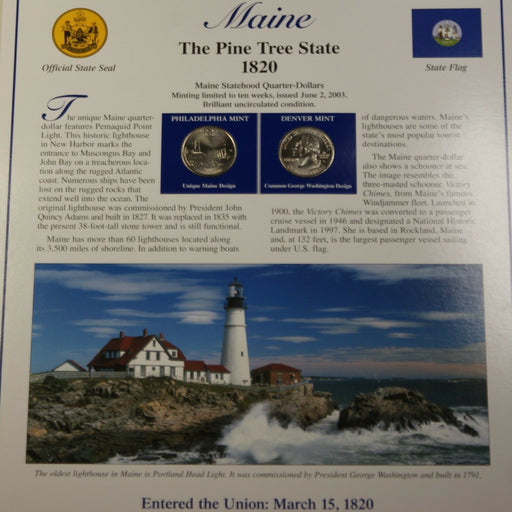 Maine
The Pine Tree State
1820
Official State Seal
State Flag
Maine Statehood Quarter-Dollars
Minting limited to ten weeks, issued June 2, 2003.
Brilliant uncirculated condition.
The unique Maine quarter-
dollar features Pemaquid Point
Light. This historic lighthouse
in New Harbor marks the
entrance to Muscongus Bay and
John Bay on a treacherous loca-
tion along the rugged Atlantic
coast. Numerous ships have been
lost on the rugged rocks that
extend well into the ocean. The
original lighthouse was commissioned by President John
Quincy Adams and built in 1827. It was replaced in 1835 with
the present 38-foot-tall stone tower and is still functional.
Maine has more than 60 lighthouses located along
its 3,500 miles of shoreline. In addition to warning boats
PHILADELPHIA MINT
Unique Maine Design
DENVER MINT
Common George Washington Design
of dangerous waters, Maine's
lighthouses are some of the
state's most popular tourist
destinations.
The Maine quarter-dollar
also shows a schooner at sea.
The image resembles the
three-masted schooner, Victory
Chimes, from Maine's famous
Windjammer fleet. Launched in
1900, the Victory Chimes was converted to a passenger
cruise vessel in 1946 and designated a National Historic
Landmark in 1997. She is based in Rockland, Maine
and, at 132 feet, is the largest passenger vessel sailing
under U.S. flag.
The oldest lighthouse in Maine is Portland Head Light. It was commissioned by President George Washington and built in 1791.
Entered the Union: March 15, 1820